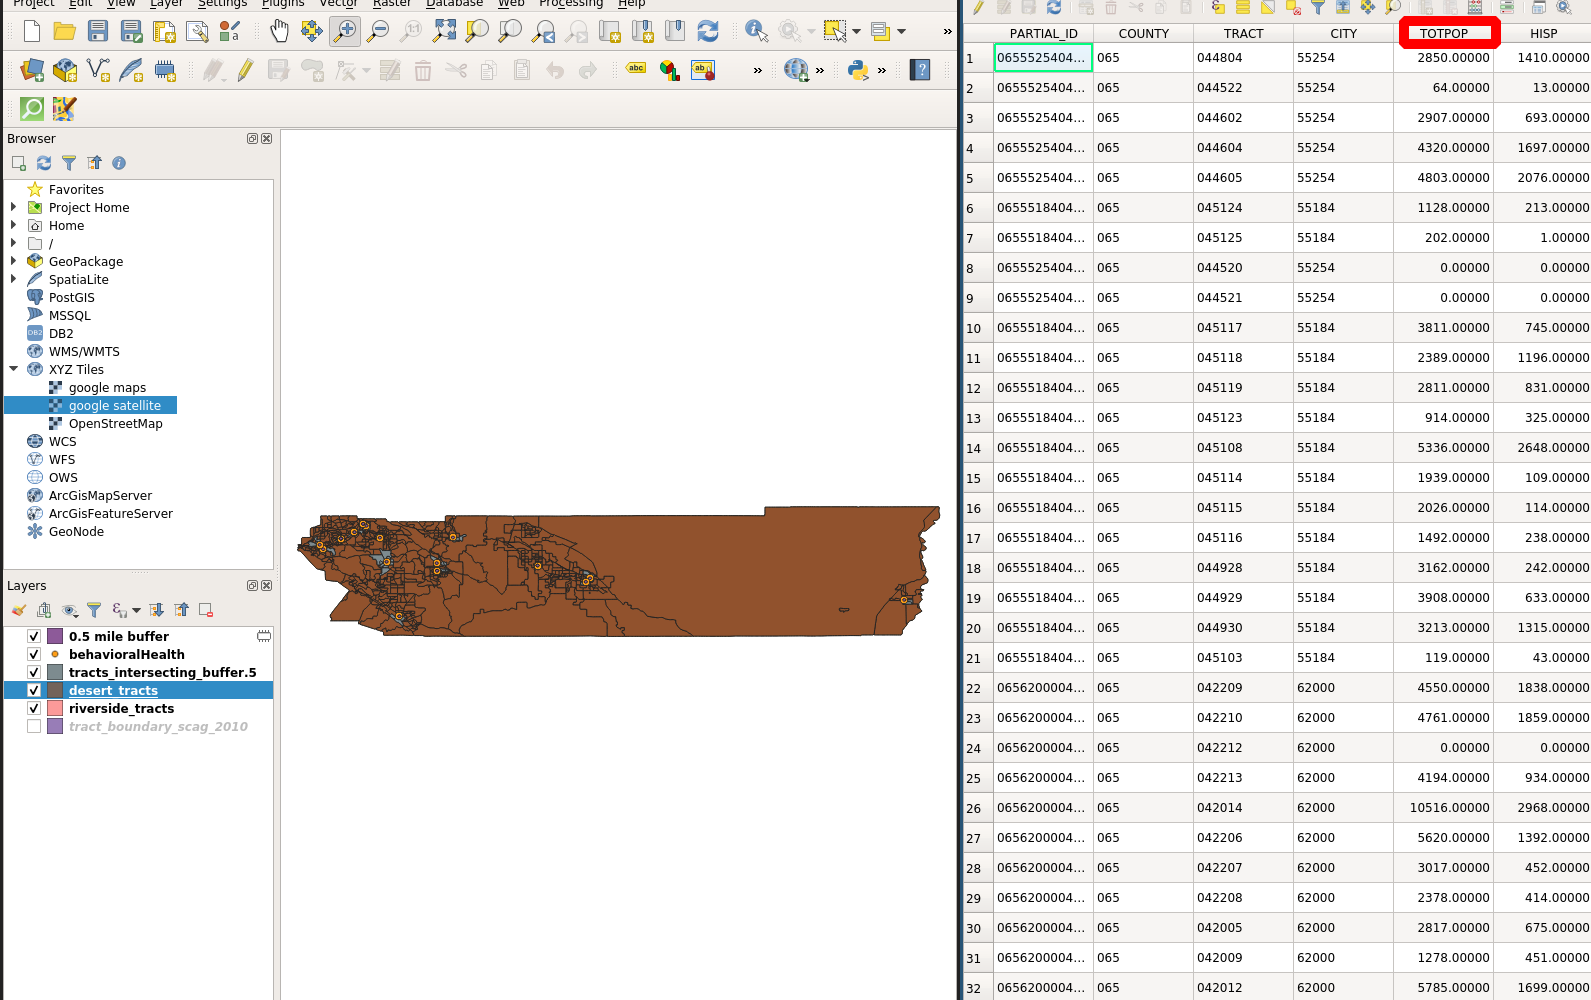 Project Edit View Layer Settings Plugins Vector Raster Database Web Processing Help
»
abc ab » » » ?
Browser
Favorites
Project Home
Home
/
GeoPackage
SpatiaLite
PostGIS
MSSQL
DB2 DB2
WMS/WMTS
XYZ Tiles
google maps
google satellite
OpenStreetMap
WCS
WFS
OWS
ArcGisMapServer
ArcGisFeatureServer
GeoNode
Layers
0.5 mile buffer
behavioralHealth
tracts_intersecting_buffer.5
desert_tracts
riverside_tracts
tract_boundary_scag_2010
PARTIAL_ID COUNTY TRACT CITY TOTPOP HISP
1 0655525404... 065 044804 55254 2850.00000 1410.00000
2 0655525404... 065 044522 55254 64.00000 13.00000
3 0655525404... 065 044602 55254 2907.00000 693.00000
4 0655525404... 065 044604 55254 4320.00000 1697.00000
5 0655525404... 065 044605 55254 4803.00000 2076.00000
6 0655518404... 065 045124 55184 1128.00000 213.00000
7 0655518404... 065 045125 55184 202.00000 1.00000
8 0655525404... 065 044520 55254 0.00000 0.00000
9 0655525404... 065 044521 55254 0.00000 0.00000
10 0655518404... 065 045117 55184 3811.00000 745.00000
11 0655518404... 065 045118 55184 2389.00000 1196.00000
12 0655518404... 065 045119 55184 2811.00000 831.00000
13 0655518404... 065 045123 55184 914.00000 325.00000
14 0655518404... 065 045108 55184 5336.00000 2648.00000
15 0655518404... 065 045114 55184 1939.00000 109.00000
16 0655518404... 065 045115 55184 2026.00000 114.00000
17 0655518404... 065 045116 55184 1492.00000 238.00000
18 0655518404... 065 044928 55184 3162.00000 242.00000
19 0655518404... 065 044929 55184 3908.00000 633.00000
20 0655518404... 065 044930 55184 3213.00000 1315.00000
21 0655518404... 065 045103 55184 119.00000 43.00000
22 0656200004... 065 042209 62000 4550.00000 1838.00000
23 0656200004... 065 042210 62000 4761.00000 1859.00000
24 0656200004... 065 042212 62000 0.00000 0.00000
25 0656200004... 065 042213 62000 4194.00000 934.00000
26 0656200004... 065 042014 62000 10516.00000 2968.00000
27 0656200004... 065 042206 62000 5620.00000 1392.00000
28 0656200004... 065 042207 62000 3017.00000 452.00000
29 0656200004... 065 042208 62000 2378.00000 414.00000
30 0656200004... 065 042005 62000 2817.00000 675.00000
31 0656200004... 065 042009 62000 1278.00000 451.00000
32 0656200004... 065 042012 62000 5785.00000 1699.00000